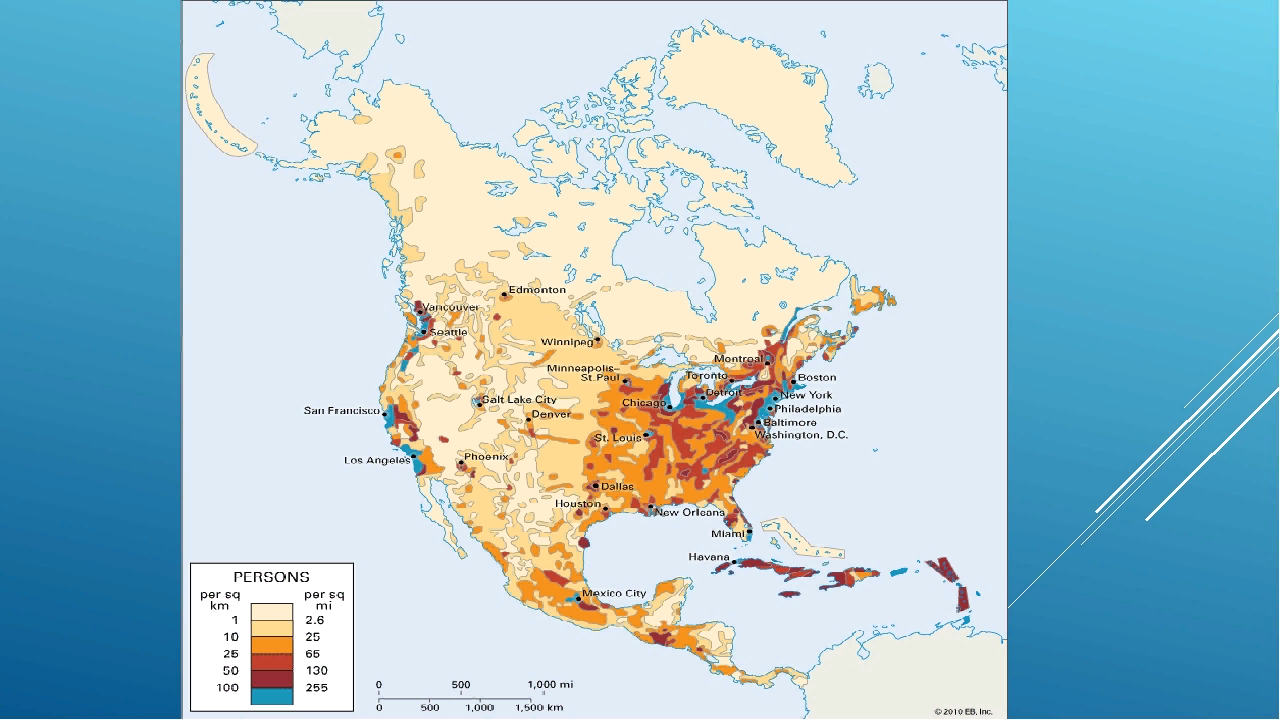 Edmonton
Vancouver
Seattle
Winnipeg
Minneapolis–
St.Paul
Montreal
Toronto
Boston
Detroit
New York
Chicago
Salt Lake City
Philadelphia
San Francisco
Denver
Baltimore
Washington, D.C.
St. Louis
Los Angeles
Phoenix
Dallas
Houston
New Orleans
Miami
Havana
Mexico City
PERSONS
per sq km
per sq mi
1 2.6
10 25
25 65
50 130
100 255
0 500 1,000 mi
0 500 1,000 1,500 km
© 2010 EB, Inc.